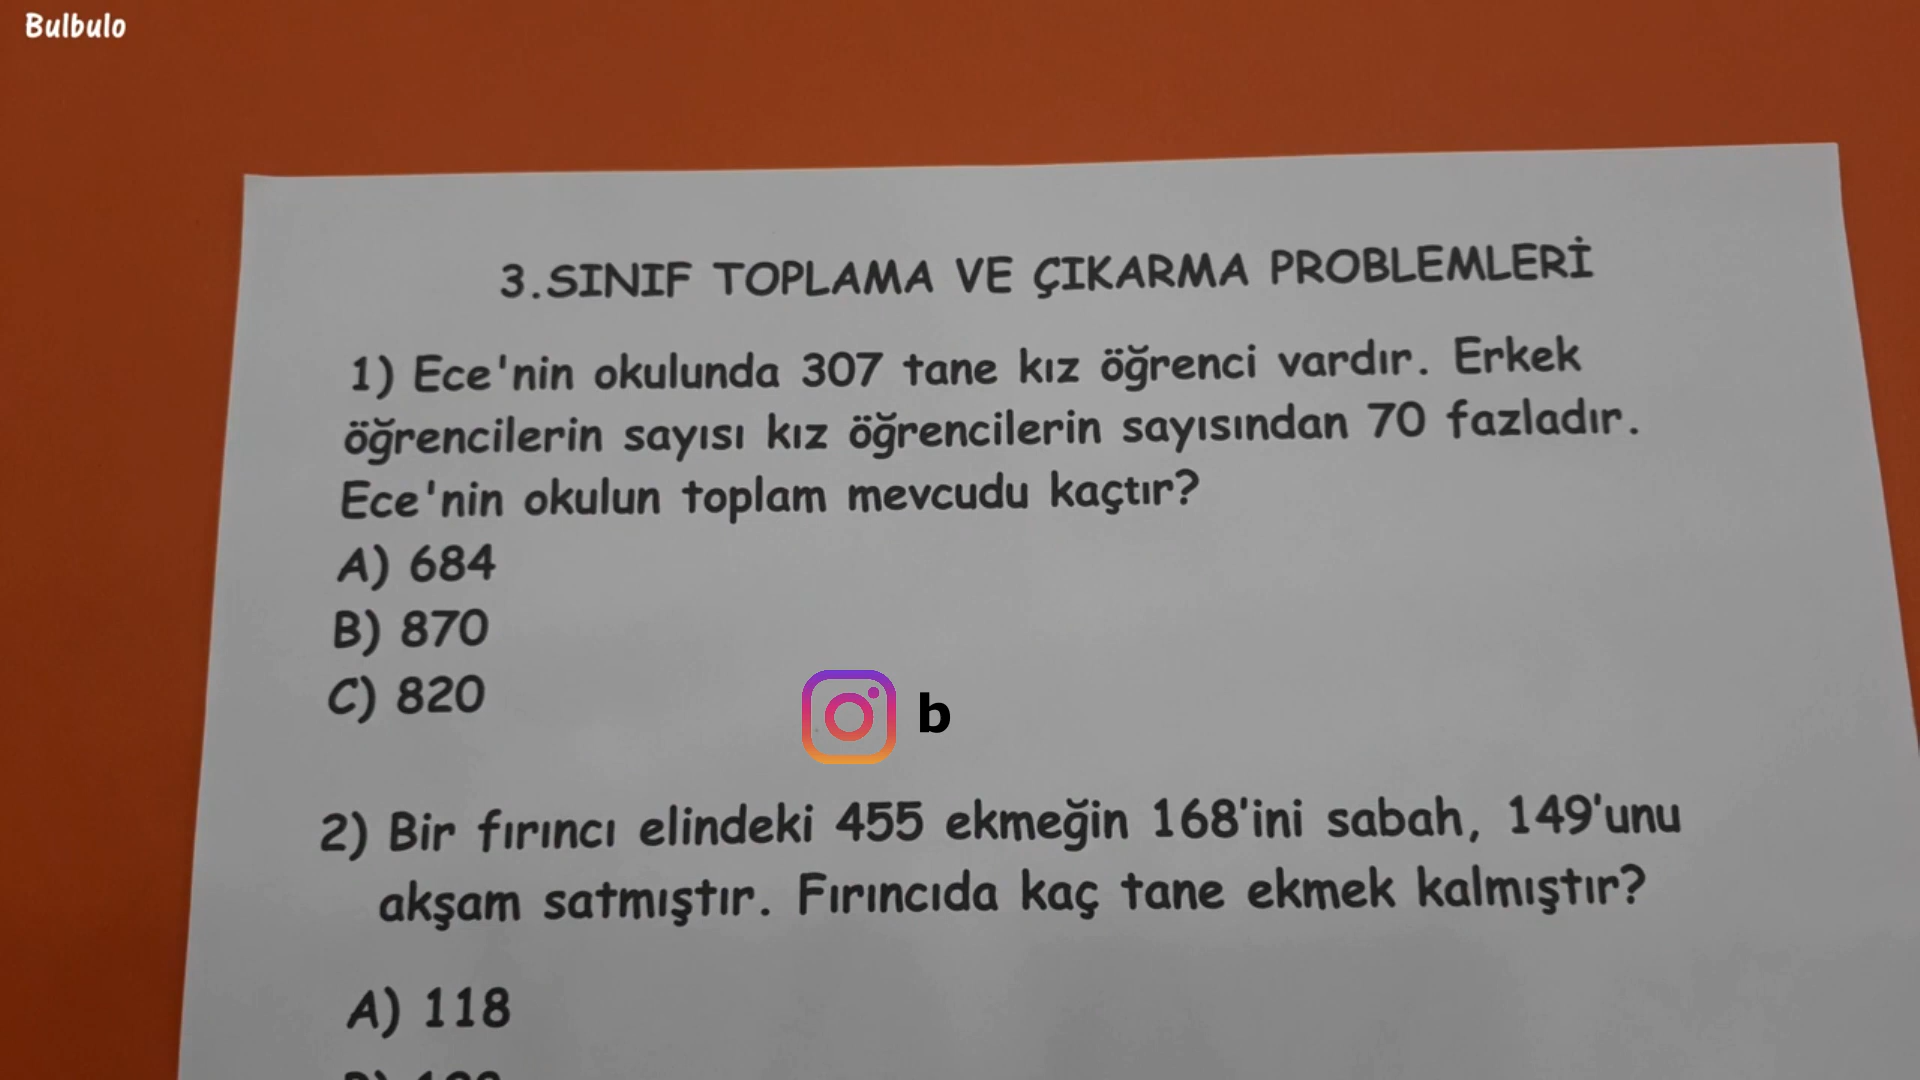 Bulbulo
3.SINIF TOPLAMA VE ÇIKARMA PROBLEMLERİ
1) Ece'nin okulunda 307 tane kız öğrenci vardır. Erkek
öğrencilerin sayısı kız öğrencilerin sayısından 70 fazladır.
Ece'nin okulun toplam mevcudu kaçtır?
A) 684
B) 870
C) 820
b
2) Bir fırıncı elindeki 455 ekmeğin 168'ini sabah, 149'unu
akşam satmıştır. Fırıncıda kaç tane ekmek kalmıştır?
A) 118